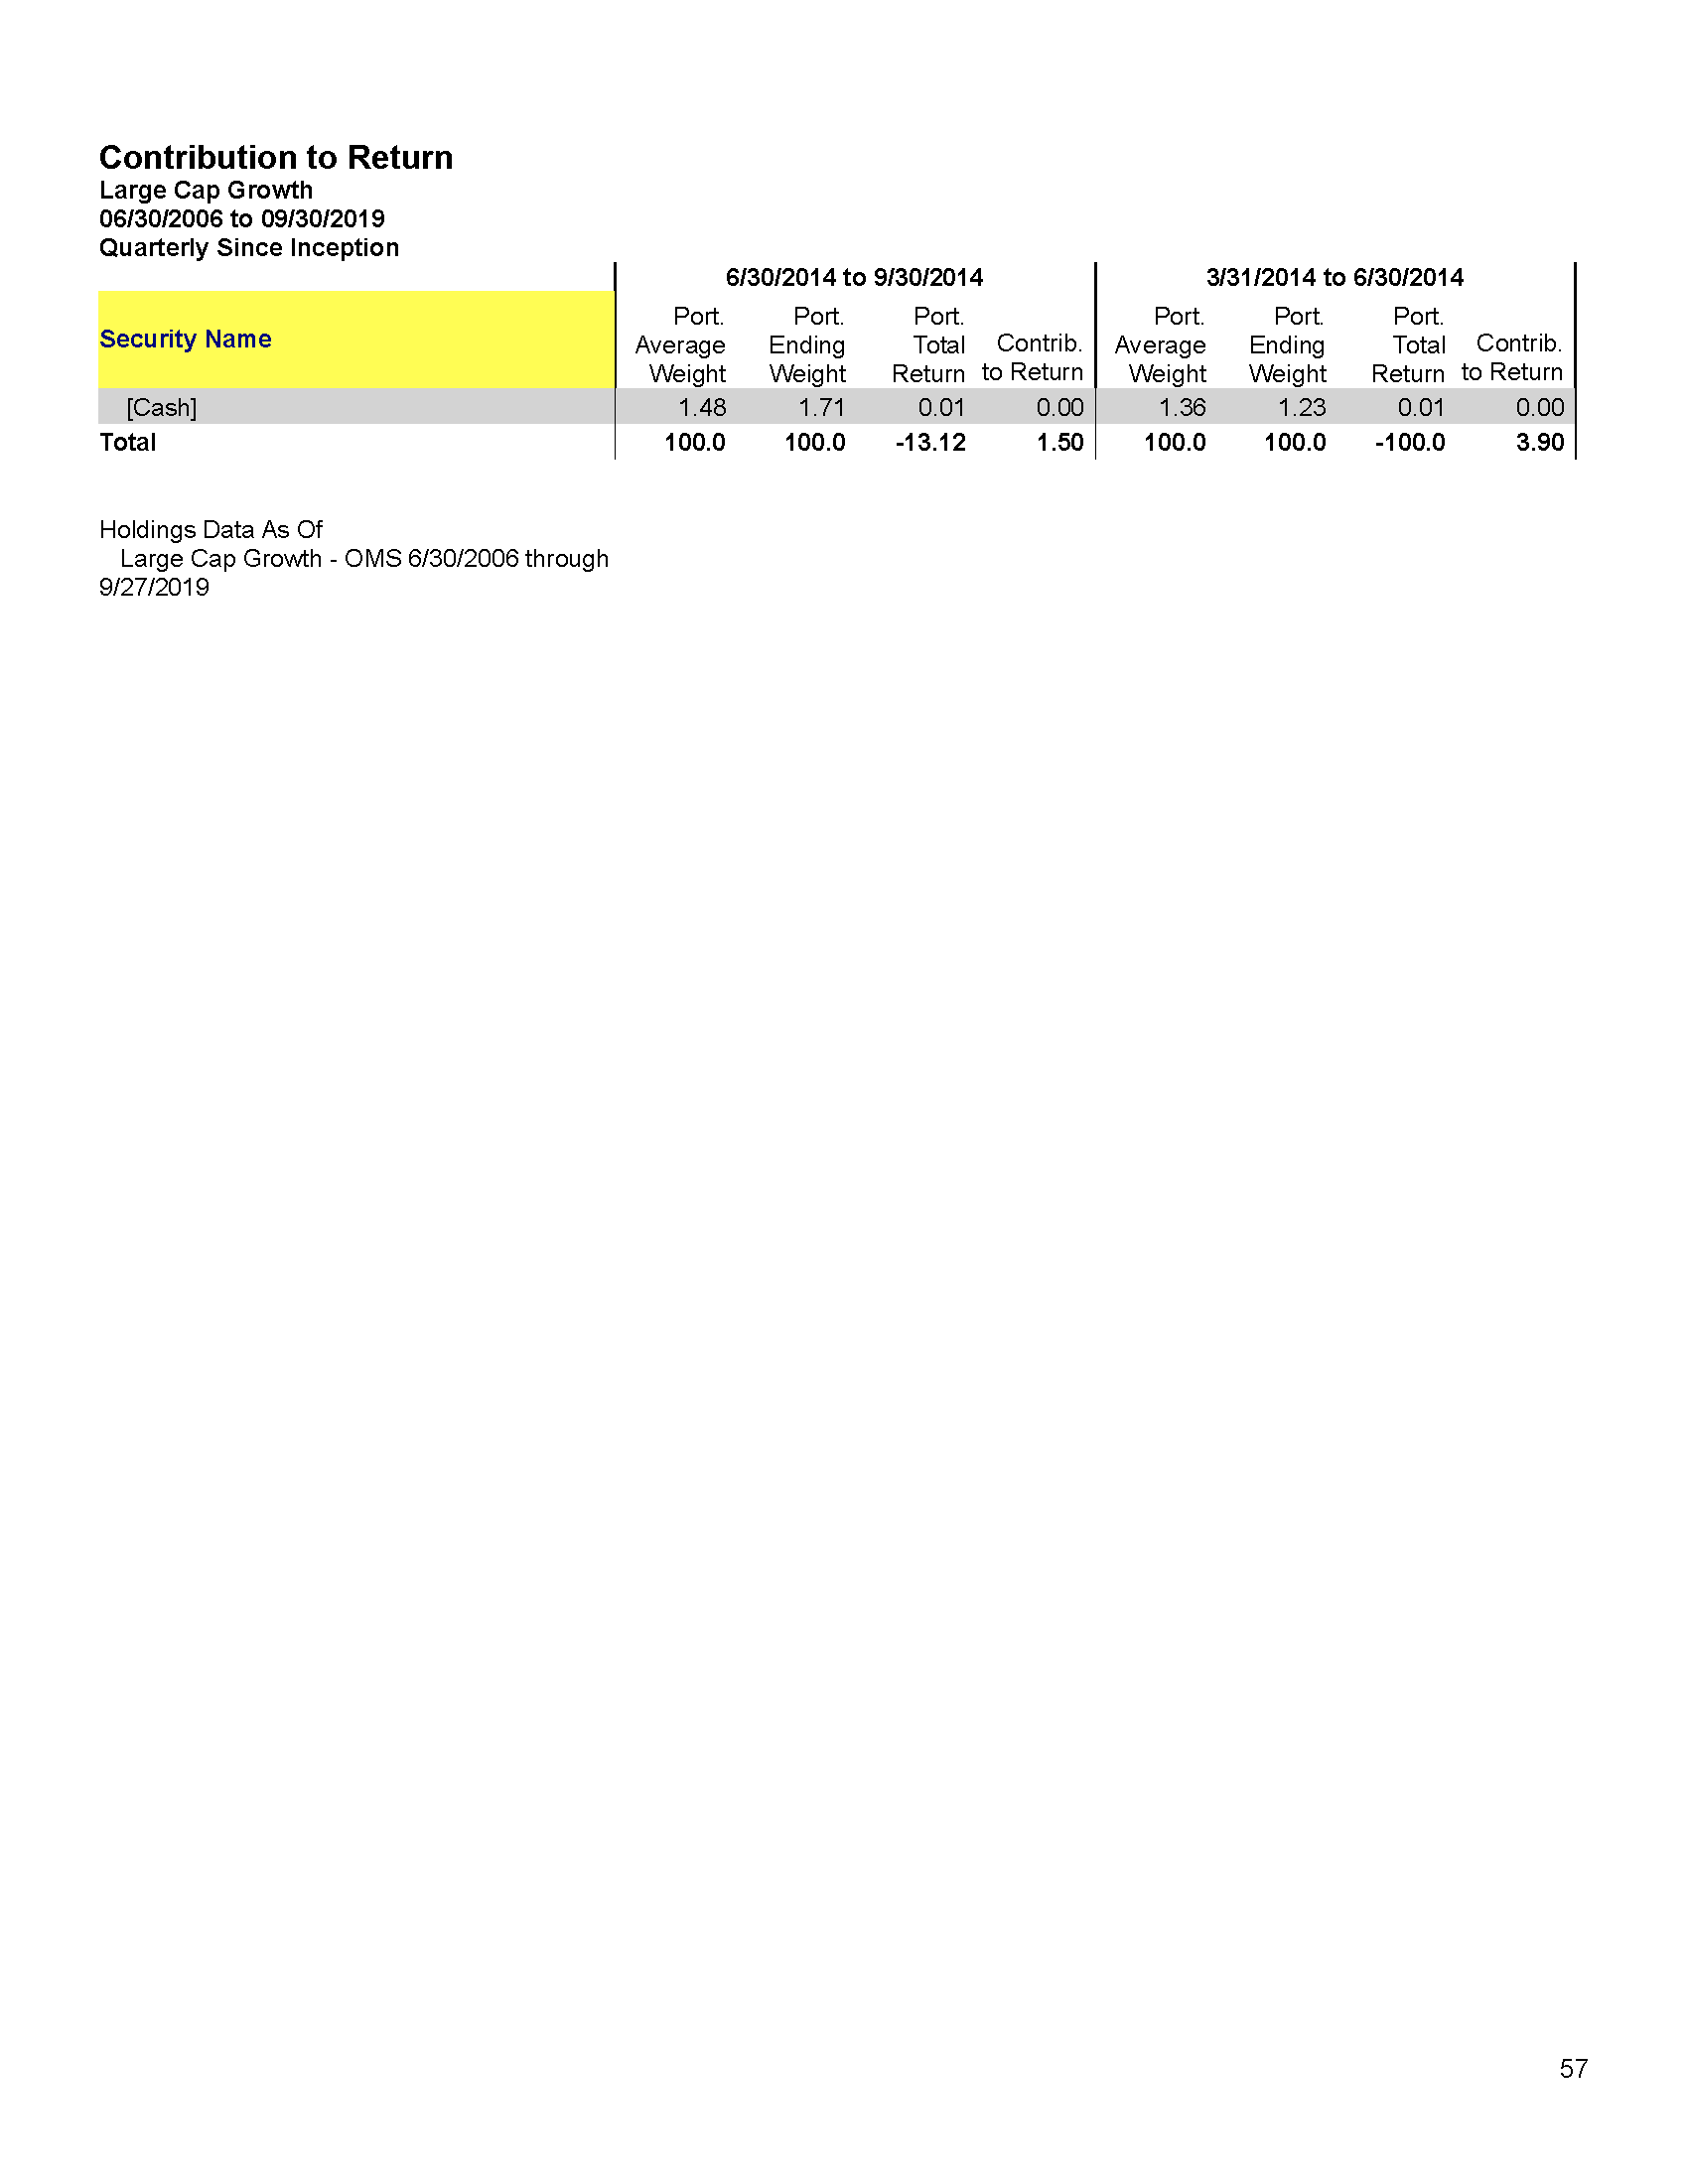 Contribution to Return
Large Cap Growth
06/30/2006 to 09/30/2019
Quarterly Since Inception
6/30/2014 to 9/30/2014 3/31/2014 to 6/30/2014
Security Name
Port. Port. Port. Port. Port. Port.
Average Ending Total Contrib. Average Ending Total Contrib.
Weight Weight Return to Return Weight Weight Return to Return
[Cash] 1.48 1.71 0.01 0.00 1.36 1.23 0.01 0.00
Total 100.0 100.0 -13.12 1.50 100.0 100.0 -100.0 3.90
Holdings Data As Of
Large Cap Growth - OMS 6/30/2006 through
9/27/2019
57